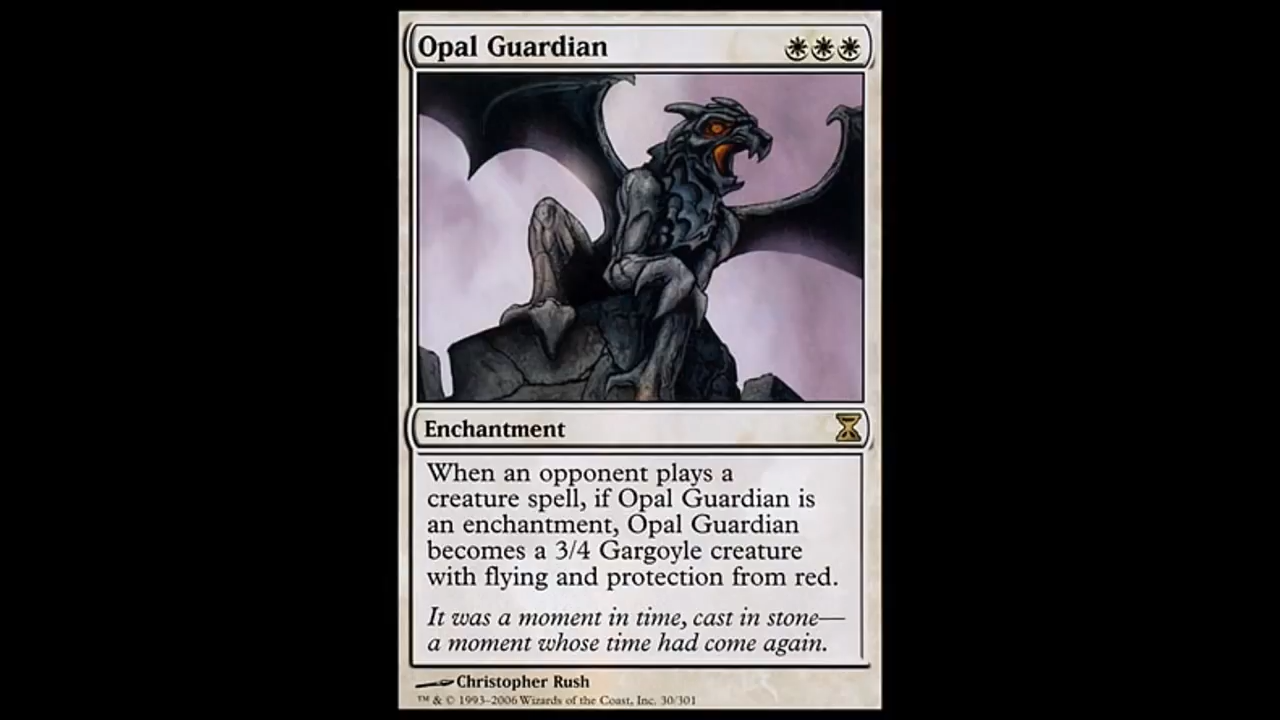 Opal Guardian
Enchantment
When an opponent plays a
creature spell, if Opal Guardian is
an enchantment, Opal Guardian
becomes a 3/4 Gargoyle creature
with flying and protection from red.
It was a moment in time, cast in stone—
a moment whose time had come again.
Christopher Rush
™ & © 1993–2006 Wizards of the Coast, Inc. 30/301